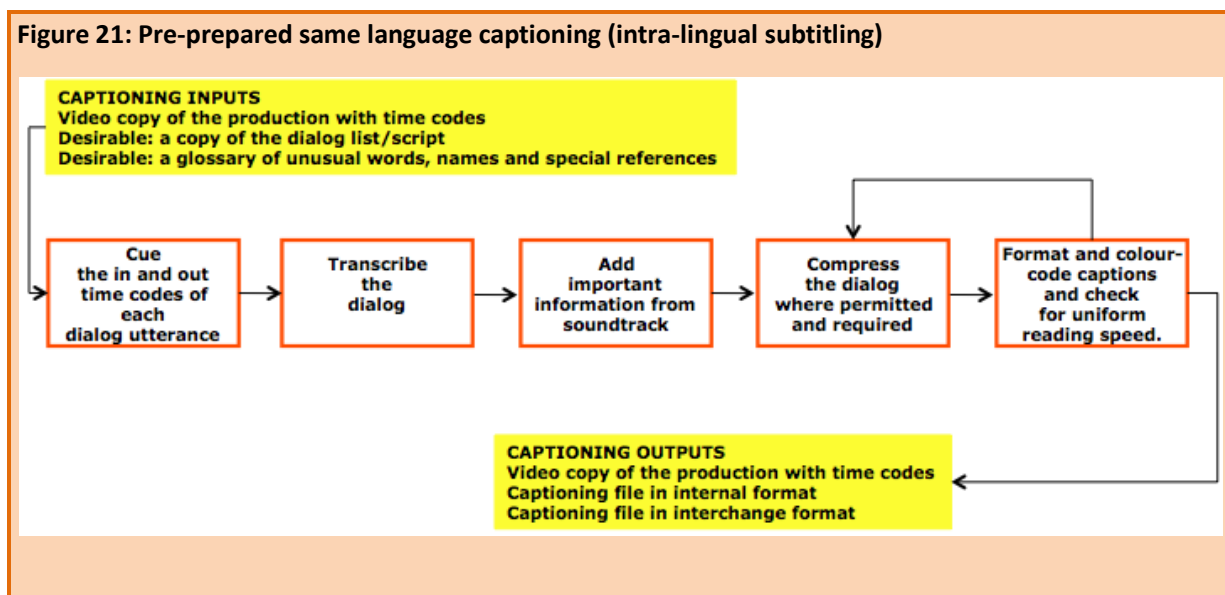 Figure 21: Pre-prepared same language captioning (intra-lingual subtitling)
CAPTIONING INPUTS
Video copy of the production with time codes
Desirable: a copy of the dialog list/script
Desirable: a glossary of unusual words, names and special references
Cue
the in and out
time codes of
each
dialog utterance
Transcribe
the
dialog
Add
important
information from
soundtrack
Compress
the dialog
where permitted
and required
Format and colour-
code captions
and check
for uniform
reading speed.
CAPTIONING OUTPUTS
Video copy of the production with time codes
Captioning file in internal format
Captioning file in interchange format